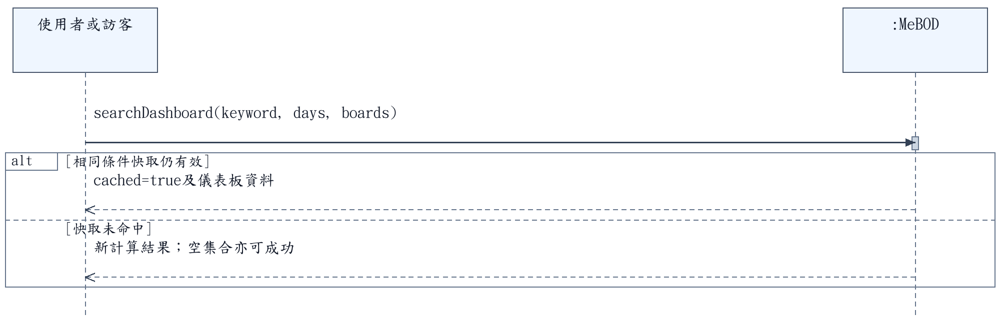 使用者或訪客
:MeBOD
searchDashboard(keyword, days, boards)
alt
[相同條件快取仍有效]
cached=true及儀表板資料
[快取未命中]
新計算結果；空集合亦可成功